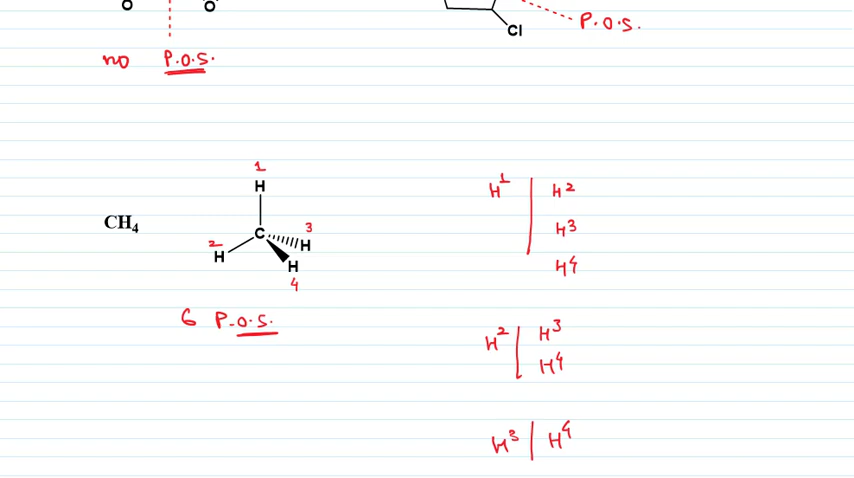 O O
Cl
P.O.S.
no P.O.S.
1
H
CH4
C
2
H
3
H
H
4
6 P.O.S.
H1 | H2
H3
H4
H2 | H3
H4
H3 | H4